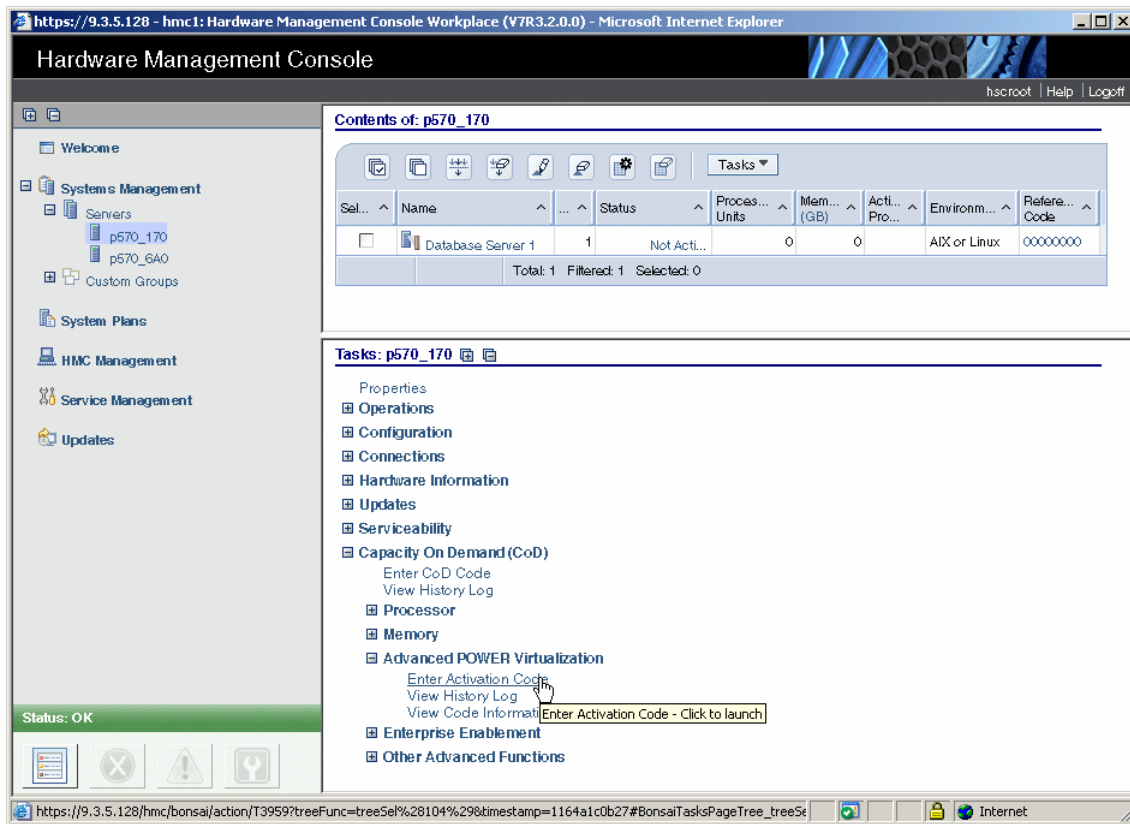 https://9.3.5.128 - hmc1: Hardware Management Console Workplace (V7R3.2.0.0) - Microsoft Internet Explorer
Hardware Management Console
hscroot | Help | Logoff
Welcome
Systems Management
Servers
p570_170
p570_6A0
Custom Groups
System Plans
HMC Management
Service Management
Updates
Status: OK
Contents of: p570_170
Tasks
Sel... Name ... Status Proces... Units Mem... (GB) Acti... Pro... Environm... Refere... Code
Database Server 1 1 Not Acti... 0 0 AIX or Linux 00000000
Total: 1 Filtered: 1 Selected: 0
Tasks: p570_170
Properties
Operations
Configuration
Connections
Hardware Information
Updates
Serviceability
Capacity On Demand (CoD)
Enter CoD Code
View History Log
Processor
Memory
Advanced POWER Virtualization
Enter Activation Code
View History Log
View Code Informati
Enter Activation Code - Click to launch
Enterprise Enablement
Other Advanced Functions
https://9.3.5.128/hmc/bonsai/action/T3959?treeFunc=treeSel%28104%29&timestamp=1164a1c0b27#BonsaiTasksPageTree_treeSe
Internet